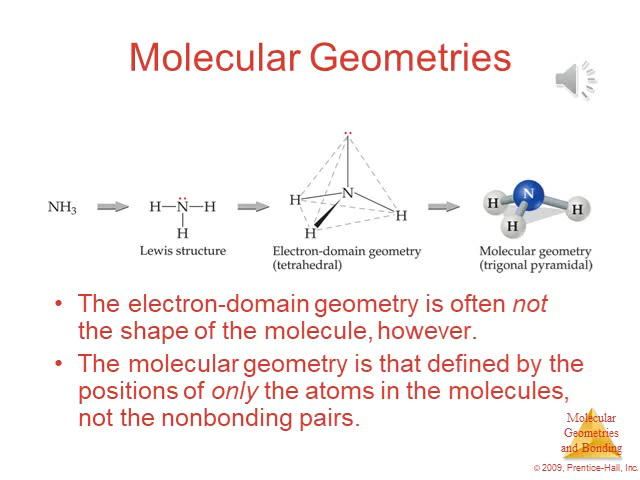 Molecular Geometries
NH3
H—N—H
H
Lewis structure
H
N
H
H
Electron-domain geometry
(tetrahedral)
N
H
H
H
Molecular geometry
(trigonal pyramidal)
• The electron-domain geometry is often not
the shape of the molecule, however.
• The molecular geometry is that defined by the
positions of only the atoms in the molecules,
not the nonbonding pairs.
Molecular
Geometries
and Bonding
© 2009, Prentice-Hall, Inc.